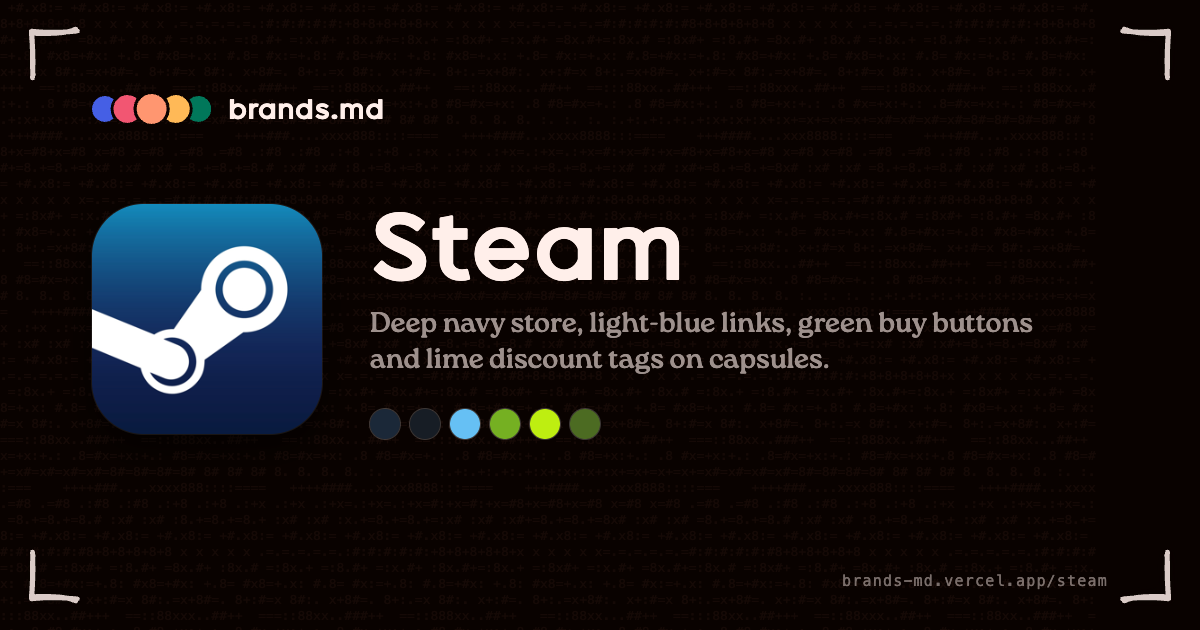 brands.md
Steam
Deep navy store, light-blue links, green buy buttons
and lime discount tags on capsules.
brands-md.vercel.app/steam